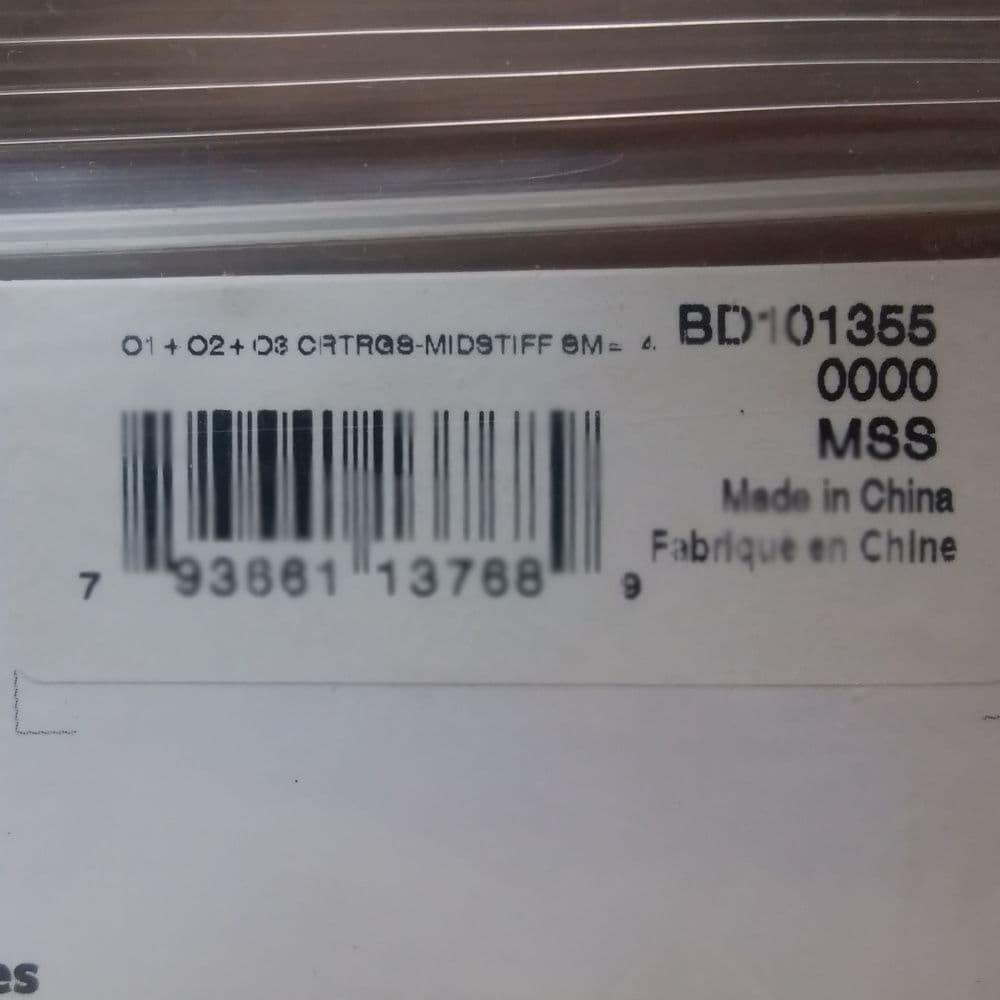 O1 + O2 + O3 CRTRGS-MIDSTIFF SM
BD101355
0000
MSS
Made in China
Fabrique en Chine
7 93661 13768 9
es